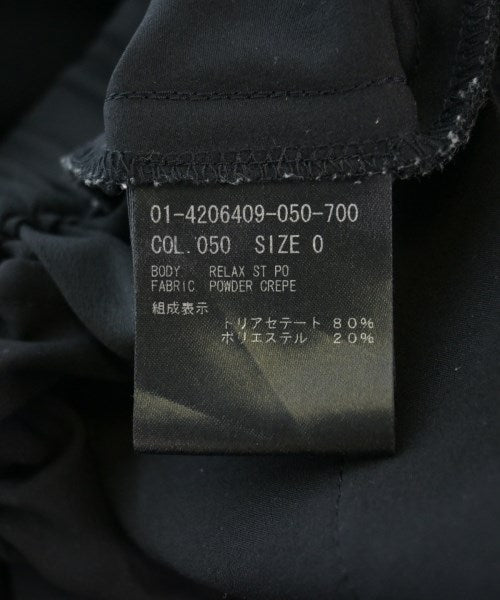 01-4206409-050-700
COL.050 SIZE 0
BODY RELAX ST PO
FABRIC POWDER CREPE
組成表示
トリアセテート 80%
ポリエステル 20%